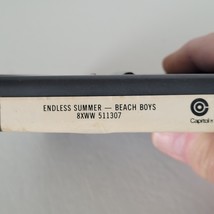 ENDLESS SUMMER — BEACH BOYS
8XWW 511307
Capitol